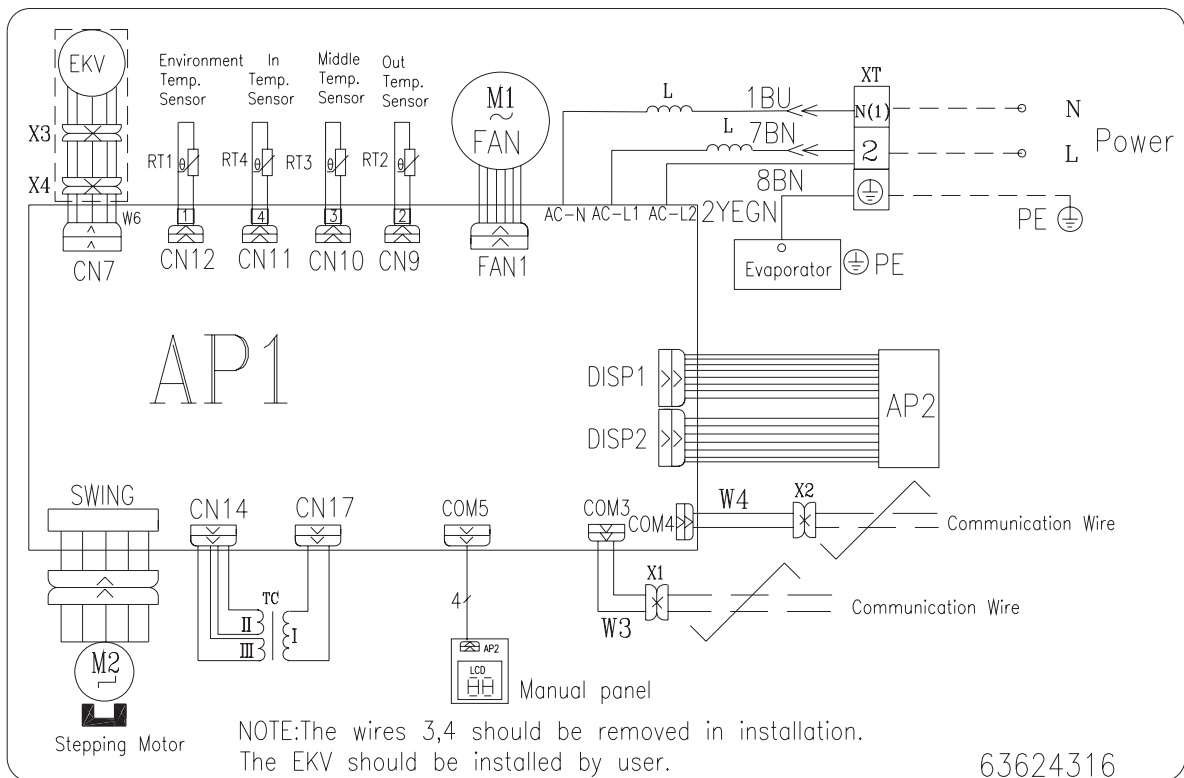 EKV
X3
X4
W6
CN7
Environment
Temp.
Sensor
RT1
1
CN12
In
Temp.
Sensor
RT4
4
CN11
Middle
Temp.
Sensor
RT3
3
CN10
Out
Temp.
Sensor
RT2
2
CN9
M1
FAN
FAN1
L
1BU
L
7BN
8BN
AC-N AC-L1 AC-L2
2YEGN
XT
N(1)
2
N
L
Power
PE
Evaporator
PE
AP1
DISP1
DISP2
AP2
SWING
M2
Stepping Motor
CN14
CN17
TC
II
III
I
COM5
4
AP2
LCD
88
Manual panel
COM3
COM4
W4
X2
Communication Wire
X1
W3
Communication Wire
NOTE:The wires 3,4 should be removed in installation.
The EKV should be installed by user.
63624316